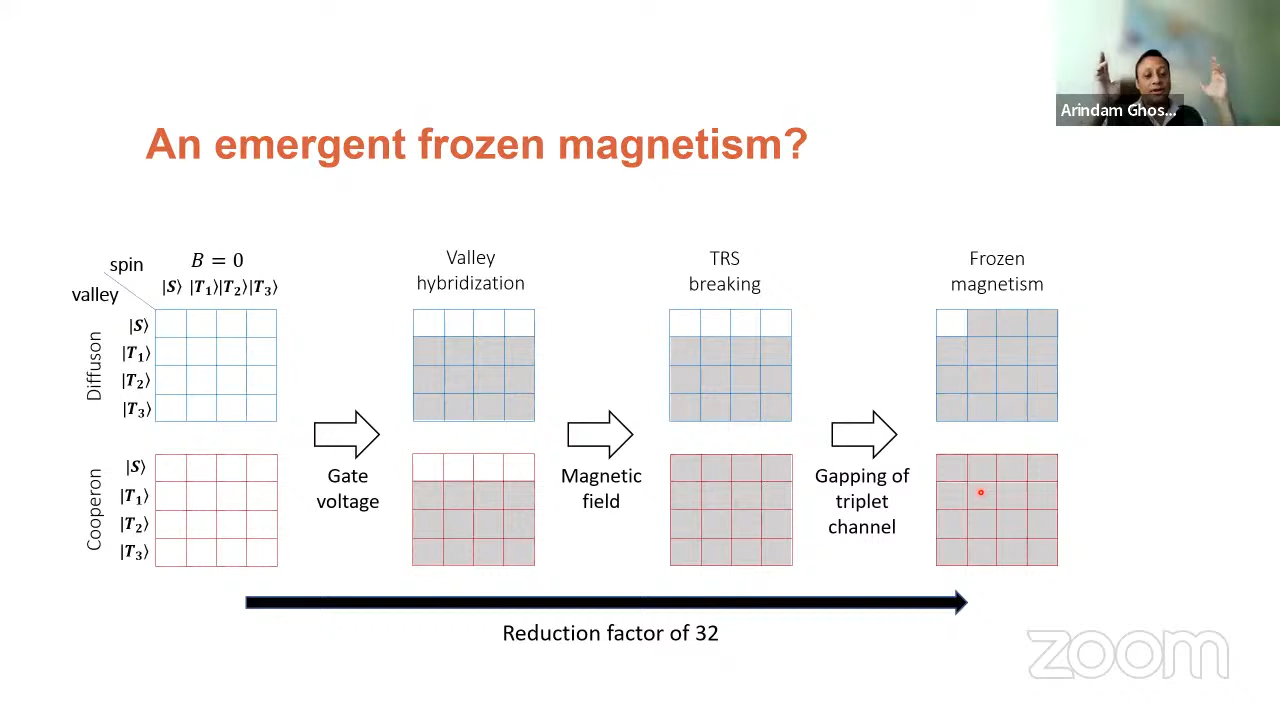 Arindam Ghos...
An emergent frozen magnetism?
spin
valley
B = 0
|S⟩ |T₁⟩|T₂⟩|T₃⟩
Valley
hybridization
TRS
breaking
Frozen
magnetism
Diffuson
|S⟩
|T₁⟩
|T₂⟩
|T₃⟩
Cooperon
|S⟩
|T₁⟩
|T₂⟩
|T₃⟩
Gate
voltage
Magnetic
field
Gapping of
triplet
channel
Reduction factor of 32
zoom